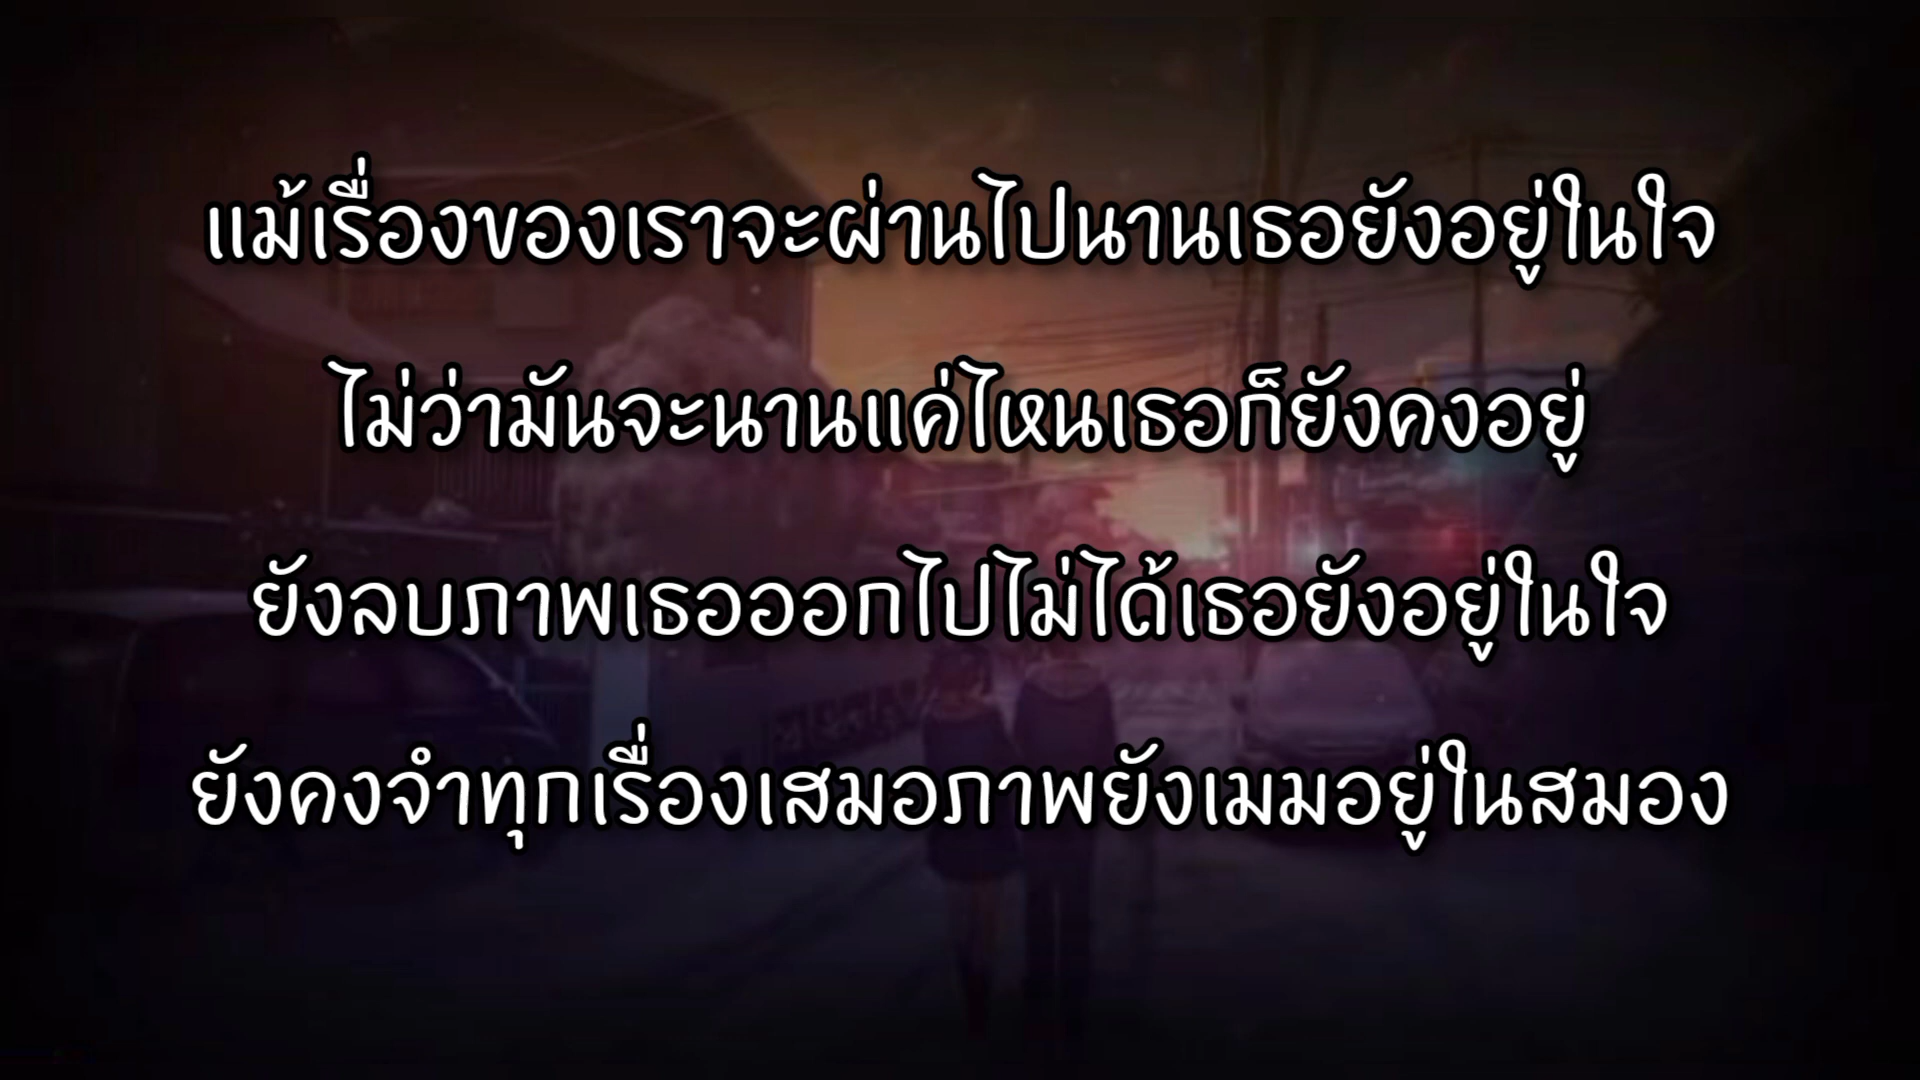 แม้เรื่องของเราจะผ่านไปนานเธอยังอยู่ในใจ
ไม่ว่ามันจะนานแค่ไหนเธอก็ยังคงอยู่
ยังลบภาพเธอออกไปไม่ได้เธอยังอยู่ในใจ
ยังคงจำทุกเรื่องเสมอภาพยังเมมอยู่ในสมอง